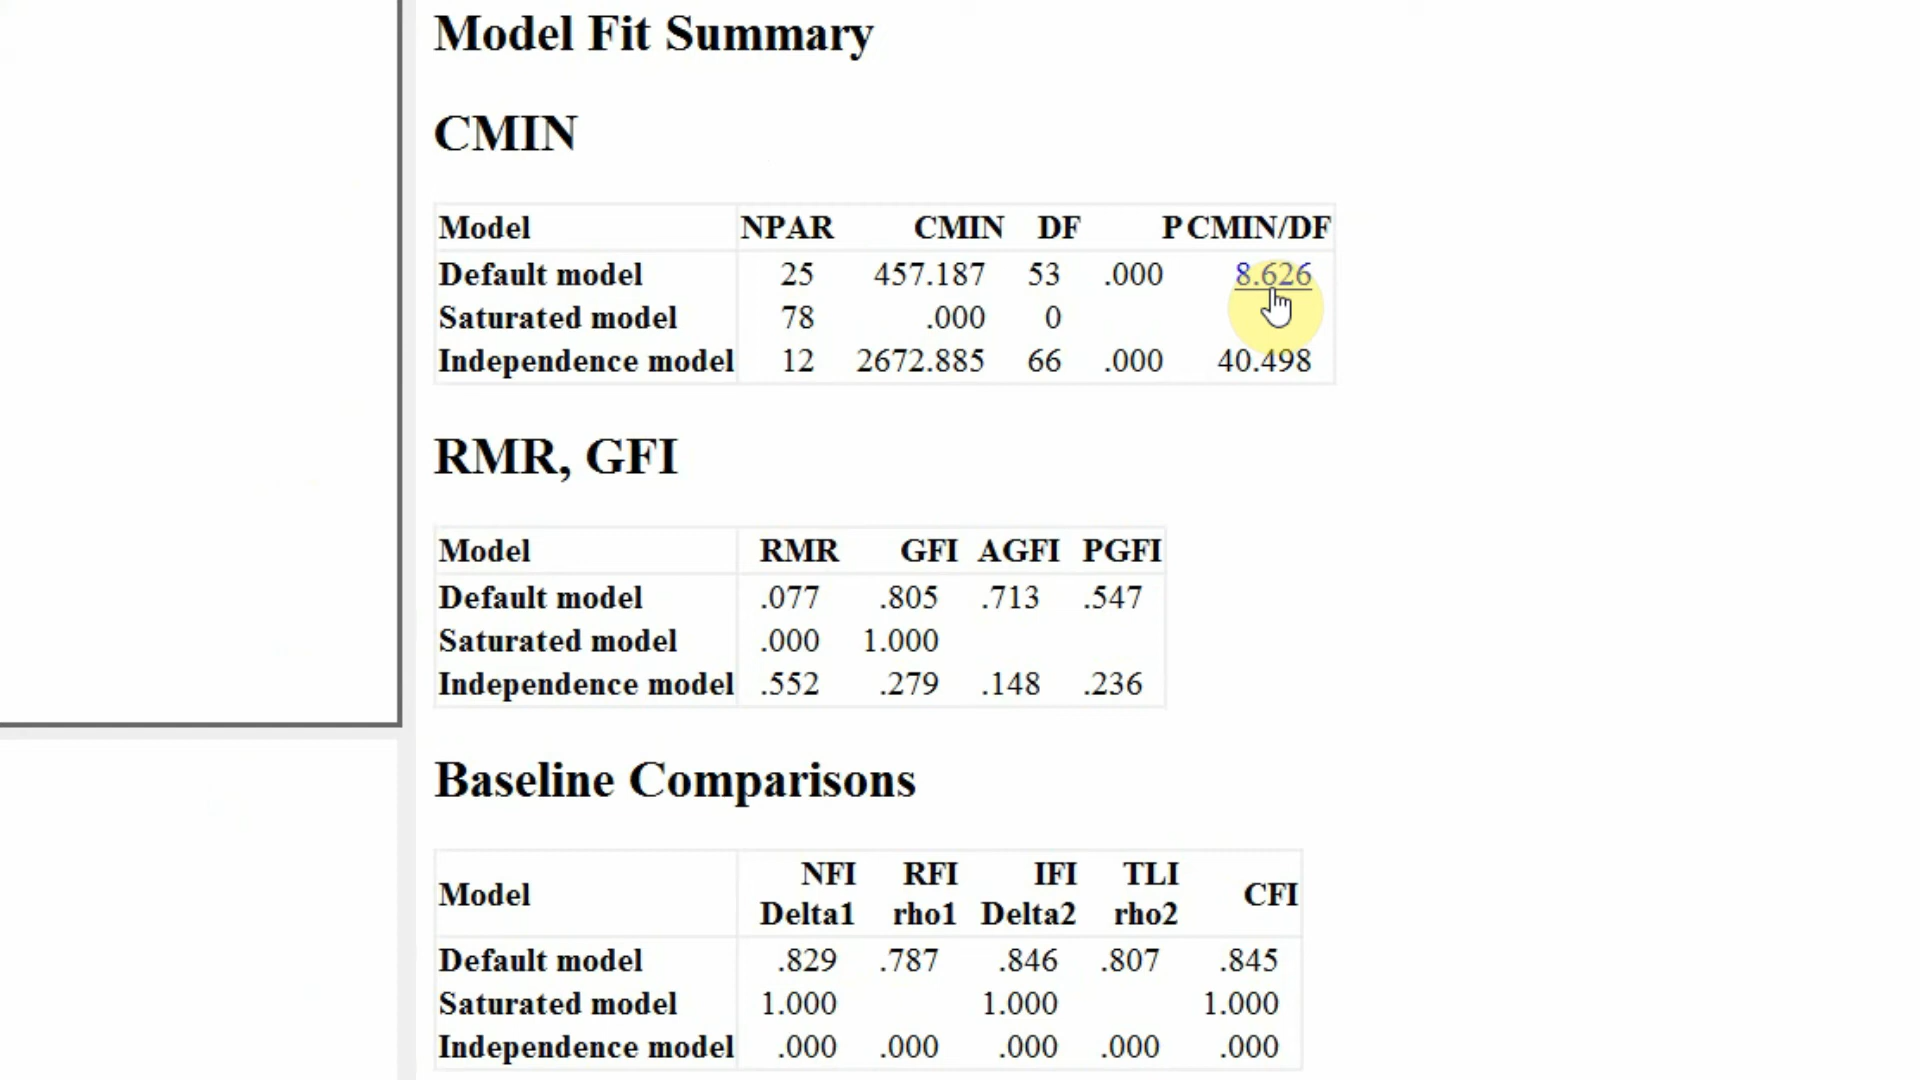 Model Fit Summary
CMIN
Model NPAR CMIN DF P CMIN/DF
Default model 25 457.187 53 .000 8.626
Saturated model 78 .000 0
Independence model 12 2672.885 66 .000 40.498
RMR, GFI
Model RMR GFI AGFI PGFI
Default model .077 .805 .713 .547
Saturated model .000 1.000
Independence model .552 .279 .148 .236
Baseline Comparisons
Model NFI Delta1 RFI rho1 IFI Delta2 TLI rho2 CFI
Default model .829 .787 .846 .807 .845
Saturated model 1.000 1.000 1.000
Independence model .000 .000 .000 .000 .000